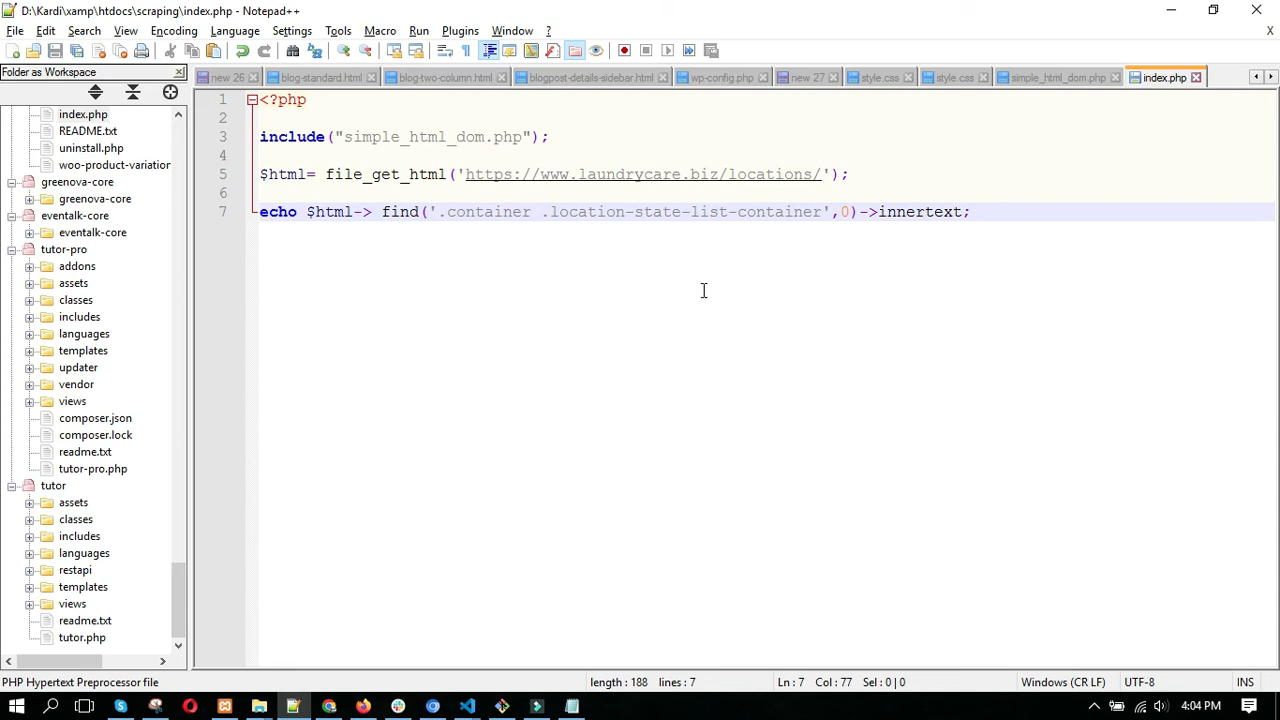 D:\Kardi\xamp\htdocs\scraping\index.php - Notepad++
File Edit Search View Encoding Language Settings Tools Macro Run Plugins Window ? X
Folder as Workspace
new 26 blog-standard.html blog-two-column.html blogpost-details-sidebar.html wp-config.php new 27 style.css style.css simple_html_dom.php index.php
index.php
README.txt
uninstall.php
woo-product-variation
greenova-core
greenova-core
eventalk-core
eventalk-core
tutor-pro
addons
assets
classes
includes
languages
templates
updater
vendor
views
composer.json
composer.lock
readme.txt
tutor-pro.php
tutor
assets
classes
includes
languages
restapi
templates
views
readme.txt
tutor.php
1 <?php
2
3 include("simple_html_dom.php");
4
5 $html= file_get_html('https://www.laundrycare.biz/locations/');
6
7 echo $html-> find('.container .location-state-list-container',0)->innertext;
PHP Hypertext Preprocessor file length : 188 lines : 7 Ln : 7 Col : 77 Sel : 0 | 0 Windows (CR LF) UTF-8 INS
4:04 PM